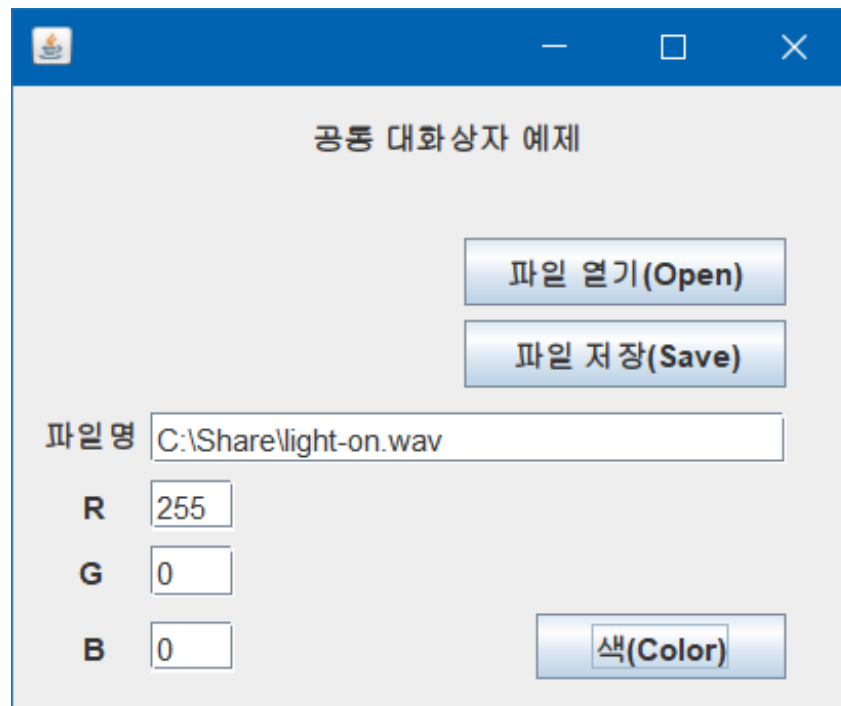 공통 대화상자 예제
파일 열기(Open)
파일 저장(Save)
파일명 C:\Share\light-on.wav
R 255
G 0
B 0 색(Color)